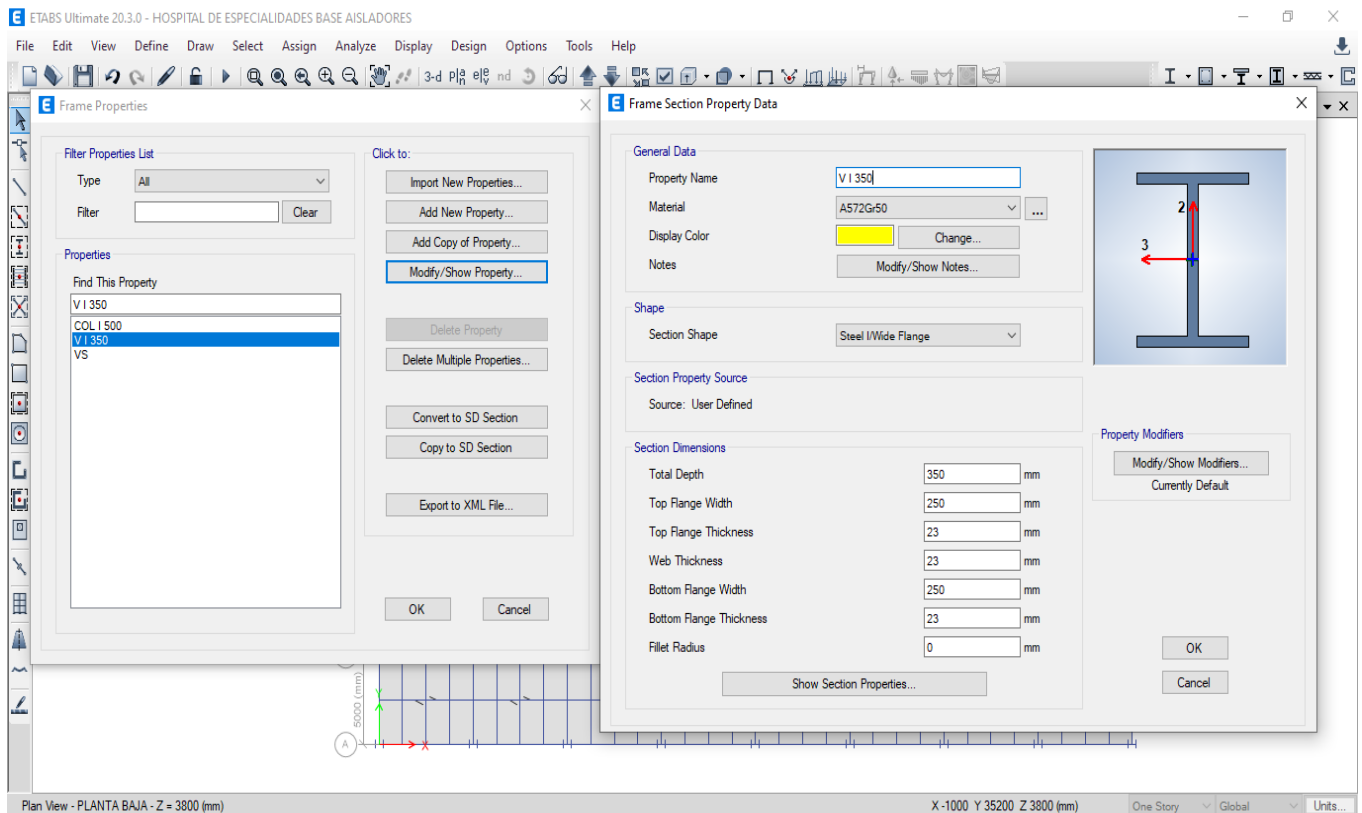 E ETABS Ultimate 20.3.0 - HOSPITAL DE ESPECIALIDADES BASE AISLADORES
File Edit View Define Draw Select Assign Analyze Display Design Options Tools Help
3-d nd
E Frame Properties
Filter Properties List
Type All
Filter Clear
Properties
Find This Property
V I 350
COL I 500
V I 350
VS
Click to:
Import New Properties...
Add New Property...
Add Copy of Property...
Modify/Show Property...
Delete Property
Delete Multiple Properties...
Convert to SD Section
Copy to SD Section
Export to XML File...
OK Cancel
E Frame Section Property Data
General Data
Property Name V I 350
Material A572Gr50 ...
Display Color Change...
Notes Modify/Show Notes...
Shape
Section Shape Steel I/Wide Flange
Section Property Source
Source: User Defined
Section Dimensions
Total Depth 350 mm
Top Flange Width 250 mm
Top Flange Thickness 23 mm
Web Thickness 23 mm
Bottom Flange Width 250 mm
Bottom Flange Thickness 23 mm
Fillet Radius 0 mm
Show Section Properties...
2
3
Property Modifiers
Modify/Show Modifiers...
Currently Default
OK
Cancel
5000 (mm)
Y
A
X
Plan View - PLANTA BAJA - Z = 3800 (mm) X -1000 Y 35200 Z 3800 (mm) One Story Global Units...